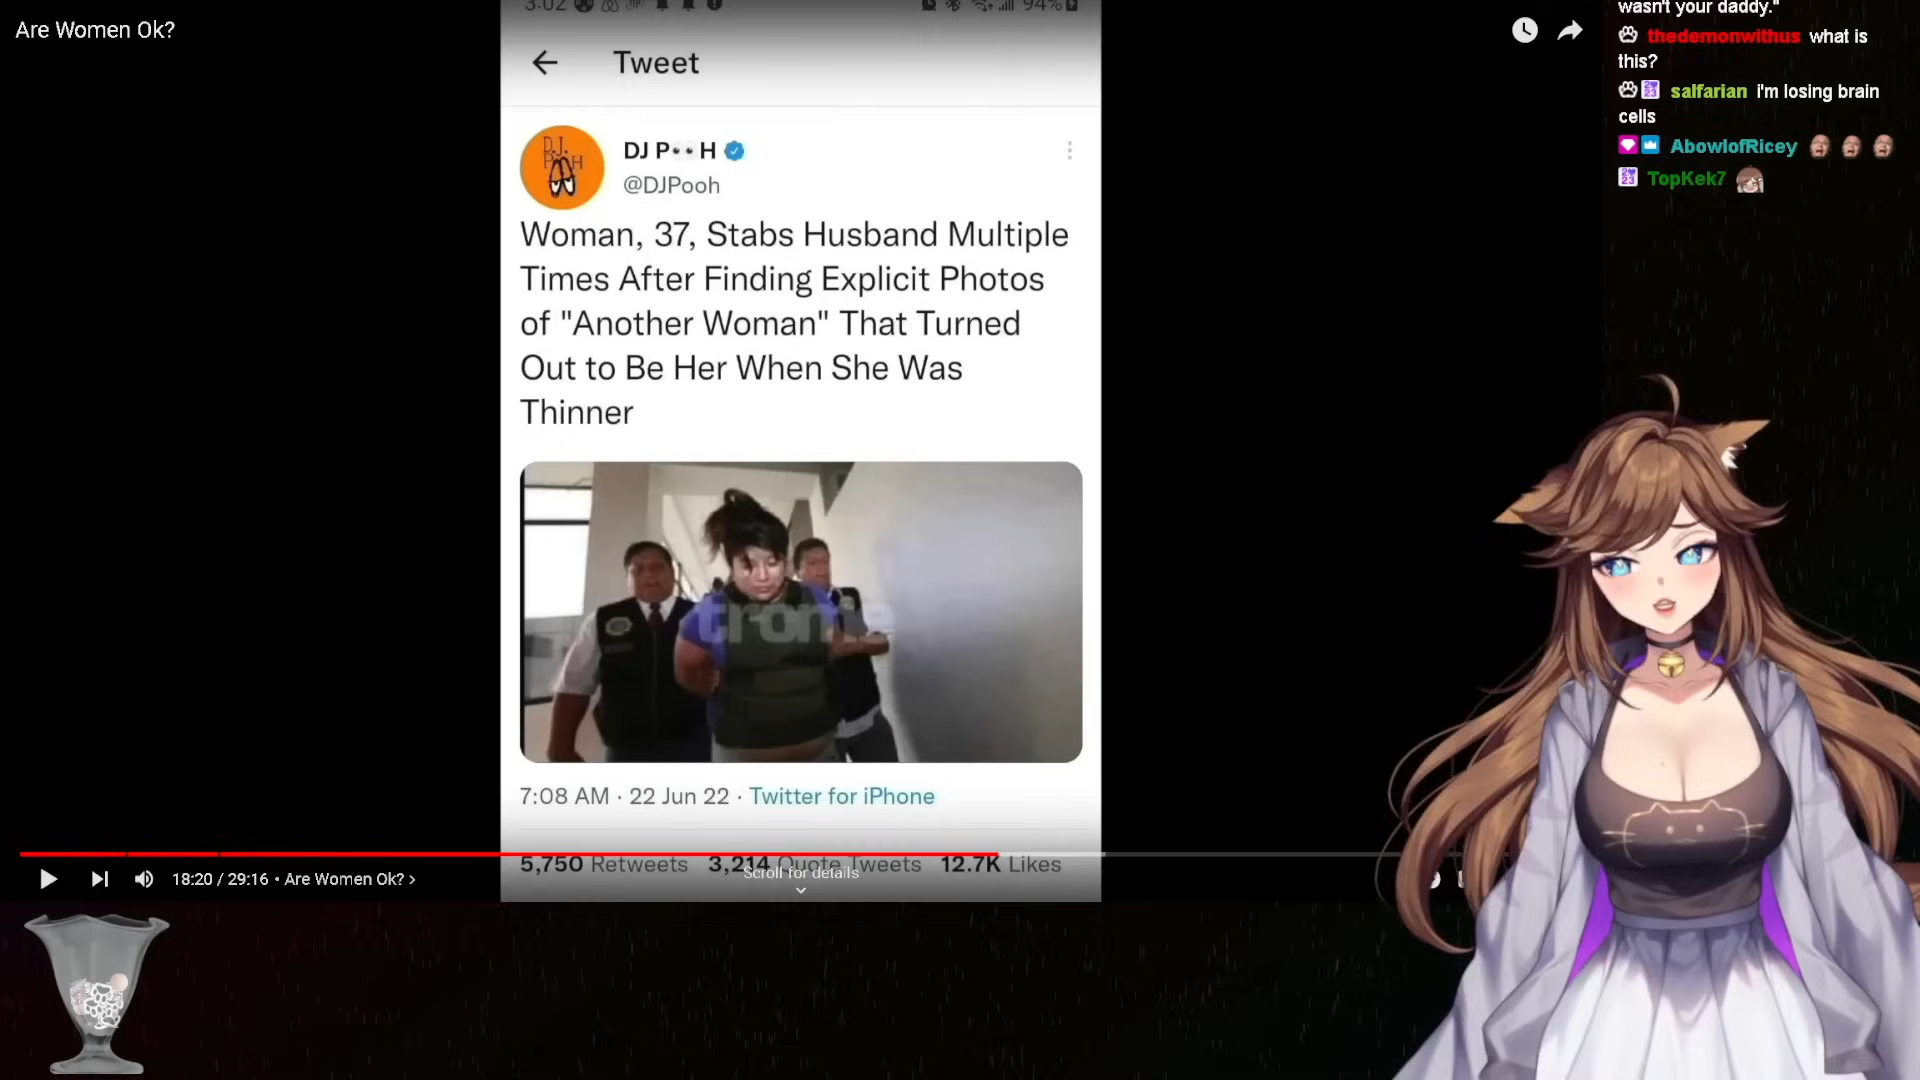 Are Women Ok?
3:02
94%
Tweet
DJ P👀H
@DJPooh
Woman, 37, Stabs Husband Multiple
Times After Finding Explicit Photos
of "Another Woman" That Turned
Out to Be Her When She Was
Thinner
7:08 AM · 22 Jun 22 · Twitter for iPhone
5,750 Retweets 3,214 Quote Tweets 12.7K Likes
Scroll for details
18:20 / 29:16 • Are Women Ok? ›
wasn't your daddy."
thedemonwithus what is
this?
salfarian i'm losing brain
cells
AbowlofRicey
TopKek7